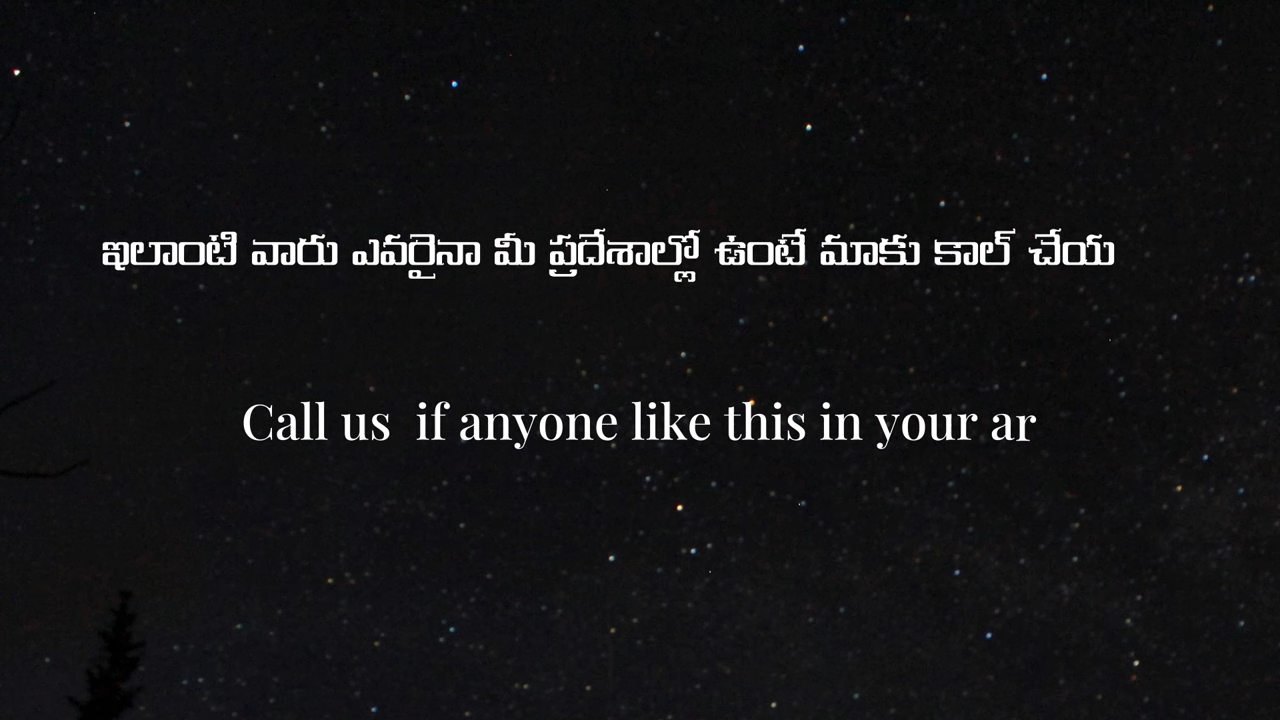 ఇలాంటి వారు ఎవరైనా మీ ప్రదేశాల్లో ఉంటే మాకు కాల్ చేయ
Call us  if anyone like this in your ar